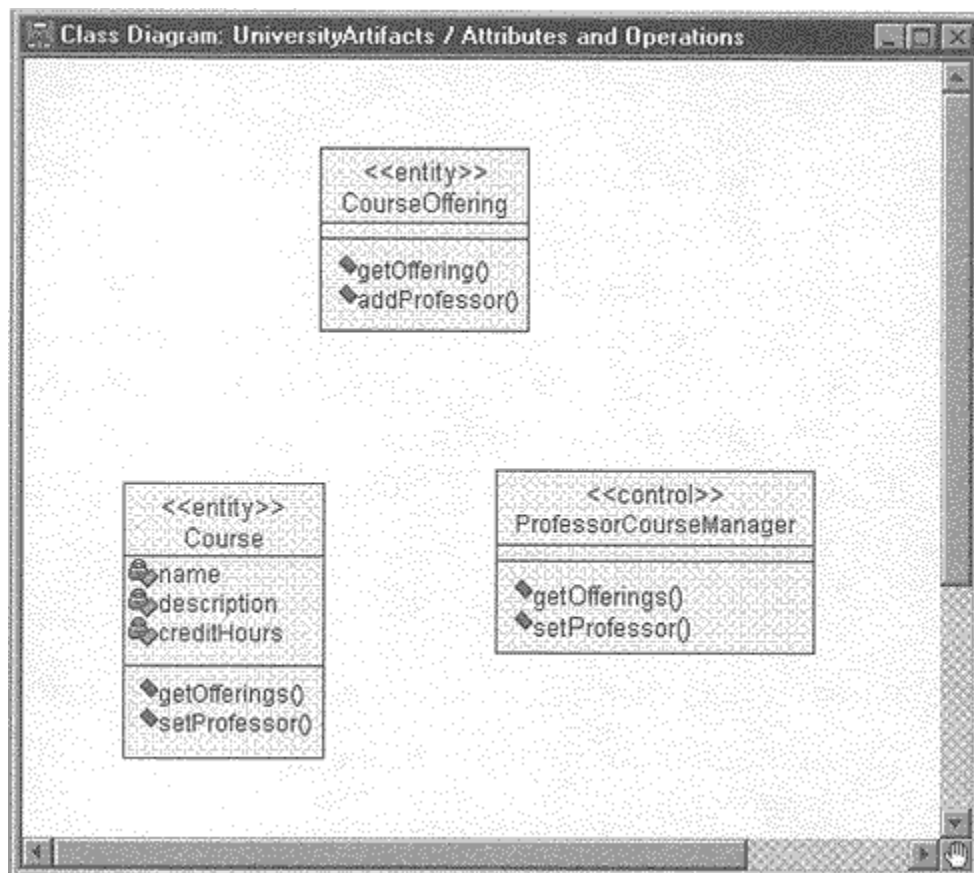 Class Diagram: UniversityArtifacts / Attributes and Operations
<<entity>>
CourseOffering
getOffering()
addProfessor()
<<entity>>
Course
name
description
creditHours
getOfferings()
setProfessor()
<<control>>
ProfessorCourseManager
getOfferings()
setProfessor()